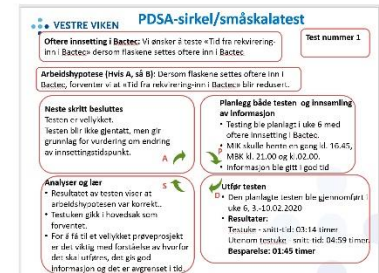 VESTRE VIKEN
PDSA-sirkel/småskalatest
Oftere innsetting i Bactec: Vi ønsker å teste «Tid fra rekvirering-
inn i Bactec» dersom flaskene settes oftere inn i Bactec
Test nummer 1
Arbeidshypotese (Hvis A, så B): Dersom flaskene settes oftere inn i
Bactec, forventer vi at «Tid fra rekvirering-inn i Bactec» blir redusert.
Neste skritt besluttes
Testen er vellykket.
Testen blir ikke gjentatt, men gir
grunnlag for vurdering om endring
av innsettingstidspunkt.
A
Planlegg både testen og innsamling
av informasjon
• Testing ble planlagt i uke 6 med
oftere innsetting i Bactec.
• MIK skulle hente en gang kl. 16.45,
MBK kl. 21.00 og kl.02.00.
• Informasjon ble gitt i god tid
P
Analyser og lær
• Resultatet av testen viser at
arbeidshypotesen var korrekt.
• Testuken gikk i hovedsak som
forventet.
• For å få til et vellykket prøveprosjekt
er det viktig med forståelse av hvorfor
det skal utføres, det gis god
informasjon og det er avgrenset i tid
S
Utfør testen
• Den planlagte testen ble gjennomført i
uke 6, 3.-10.02.2020
• Resultater:
Testuke - snitt-tid: 03:14 timer
Utenom testuke - snitt-tid: 04:59 timer
Besparelse: 01:45 timer